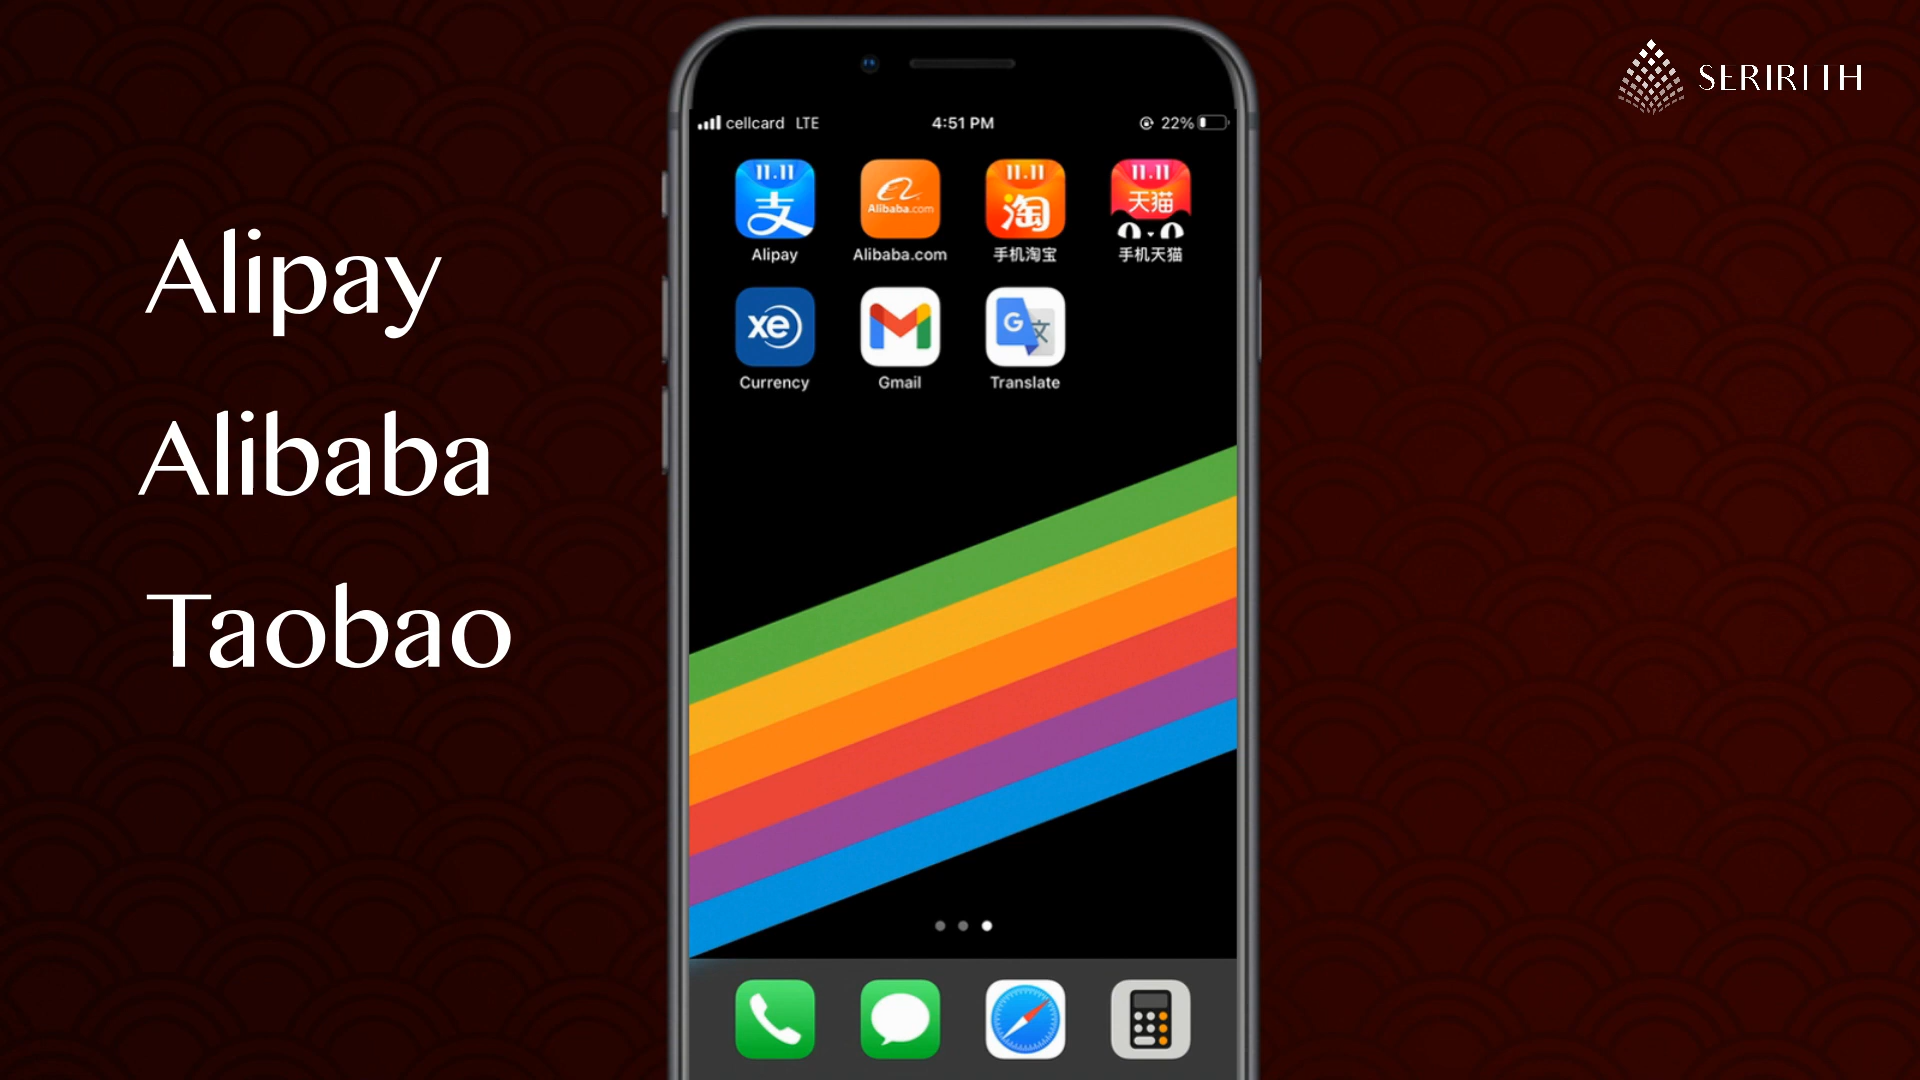 SERIRITH
cellcard LTE 4:51 PM 22%
11.11 支 Alibaba.com 11.11 淘 11.11 天猫
Alipay Alibaba.com 手机淘宝 手机天猫
xe G 文
Currency Gmail Translate
Alipay
Alibaba
Taobao